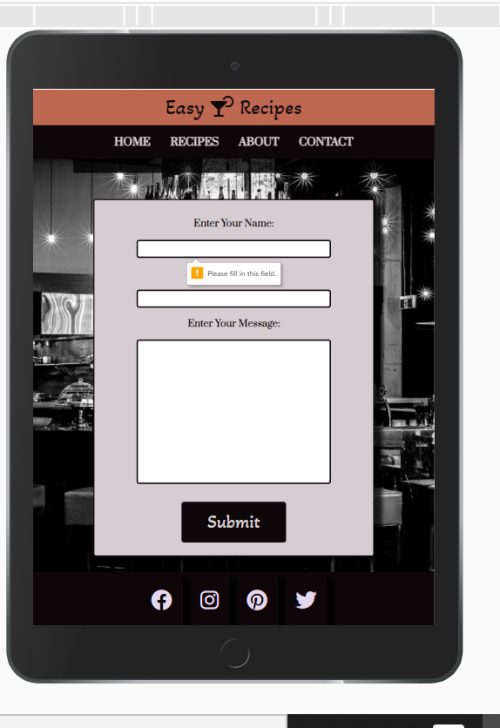 Easy Recipes
HOME RECIPES ABOUT CONTACT
Enter Your Name:
! Please fill in this field.
Enter Your Message:
Submit